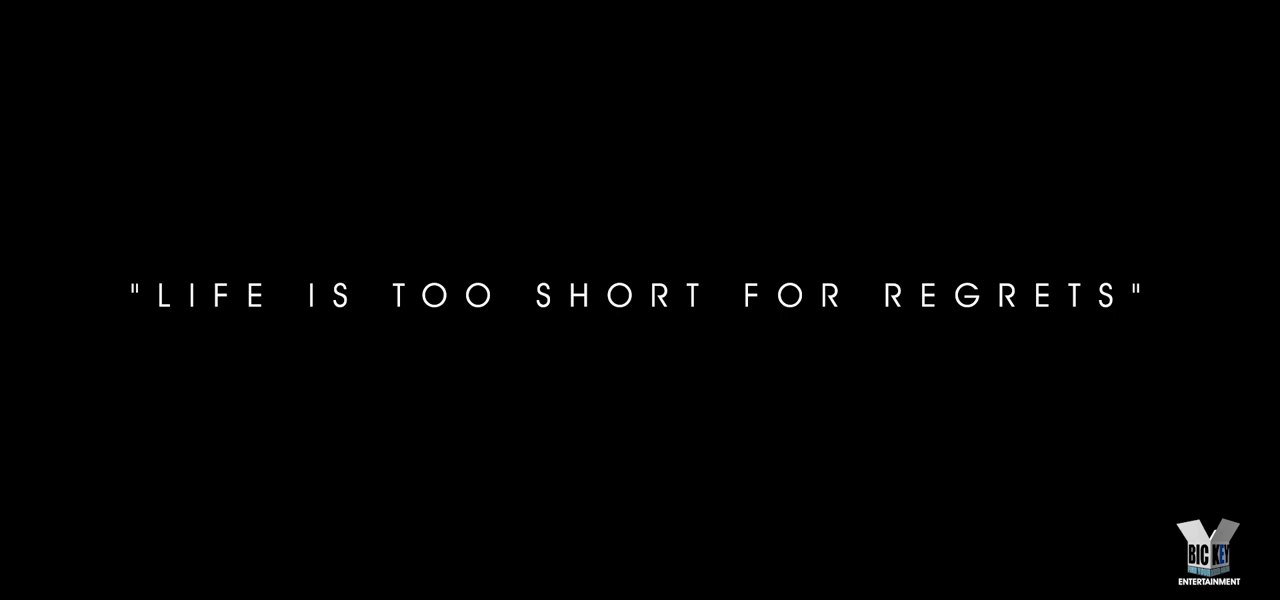 "LIFE IS TOO SHORT FOR REGRETS"
BIG KEY
ENTERTAINMENT